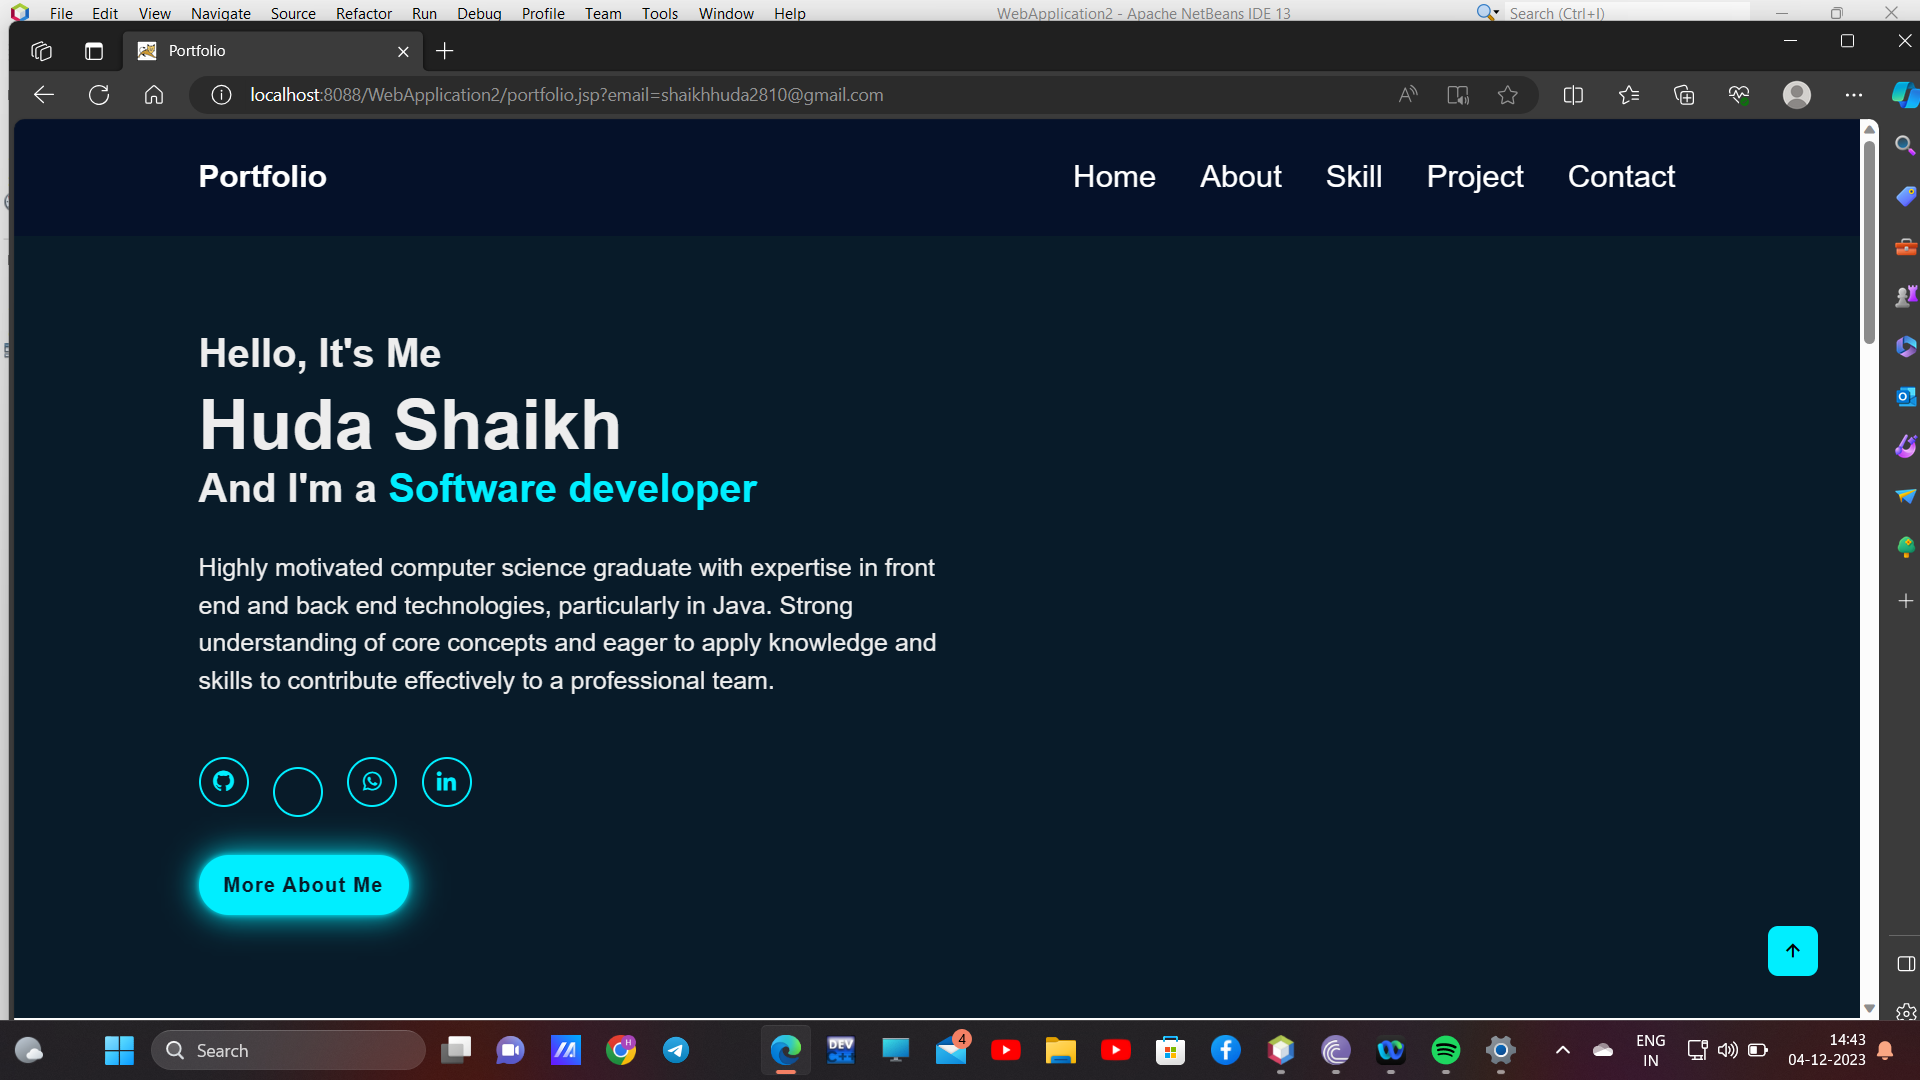 File Edit View Navigate Source Refactor Run Debug Profile Team Tools Window Help WebApplication2 - Apache NetBeans IDE 13 Search (Ctrl+I)
Portfolio
localhost:8088/WebApplication2/portfolio.jsp?email=shaikhhuda2810@gmail.com
Portfolio Home About Skill Project Contact
Hello, It's Me
Huda Shaikh
And I'm a Software developer
Highly motivated computer science graduate with expertise in front
end and back end technologies, particularly in Java. Strong
understanding of core concepts and eager to apply knowledge and
skills to contribute effectively to a professional team.
in
More About Me
Search
H
DEV
C++
4
ENG
IN
14:43
04-12-2023